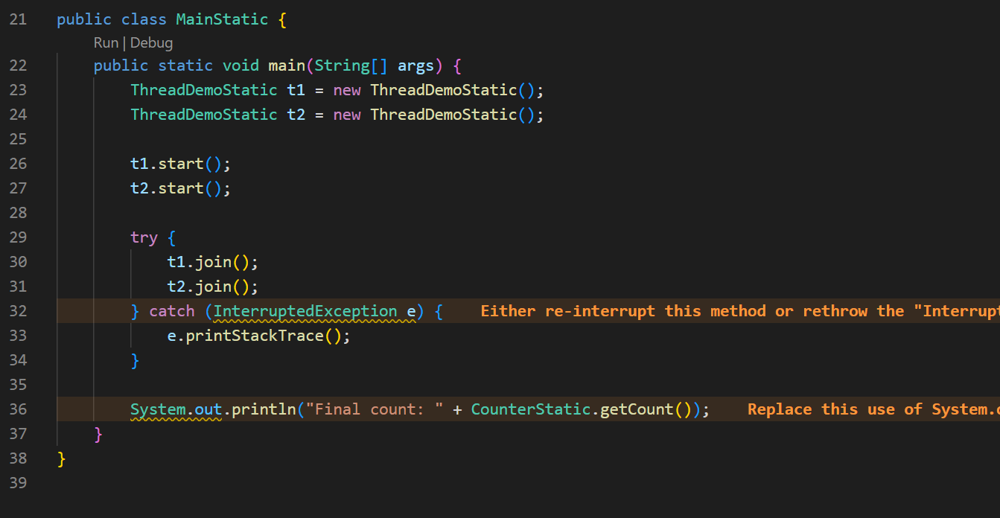 21 public class MainStatic {
Run | Debug
22 public static void main(String[] args) {
23 ThreadDemoStatic t1 = new ThreadDemoStatic();
24 ThreadDemoStatic t2 = new ThreadDemoStatic();
25
26 t1.start();
27 t2.start();
28
29 try {
30 t1.join();
31 t2.join();
32 } catch (InterruptedException e) { Either re-interrupt this method or rethrow the "Interrupt
33 e.printStackTrace();
34 }
35
36 System.out.println("Final count: " + CounterStatic.getCount()); Replace this use of System.
37 }
38 }
39